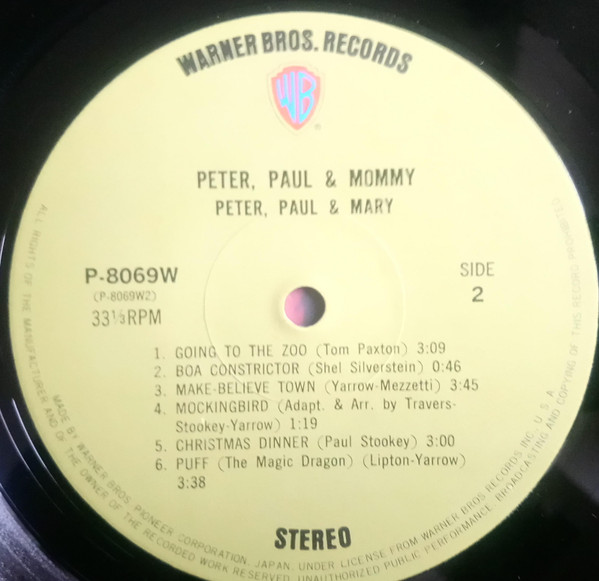 WARNER BROS. RECORDS
WB
®
PETER, PAUL & MOMMY
PETER, PAUL & MARY
P-8069W
(P-8069W2)
33⅓RPM
SIDE
2
1. GOING TO THE ZOO (Tom Paxton) 3:09
2. BOA CONSTRICTOR (Shel Silverstein) 0:46
3. MAKE-BELIEVE TOWN (Yarrow-Mezzetti) 3:45
4. MOCKINGBIRD (Adapt. & Arr. by Travers-
Stookey-Yarrow) 1:19
5. CHRISTMAS DINNER (Paul Stookey) 3:00
6. PUFF (The Magic Dragon) (Lipton-Yarrow)
3:38
STEREO
MADE BY WARNER BROS. PIONEER CORPORATION, JAPAN, UNDER LICENSE FROM WARNER BROS RECORDS INC. U.S.A.
ALL RIGHTS OF THE MANUFACTURER AND OF THE OWNER OF THE RECORDED WORK RESERVED. UNAUTHORIZED PUBLIC PERFORMANCE, BROADCASTING AND COPYING OF THIS RECORD